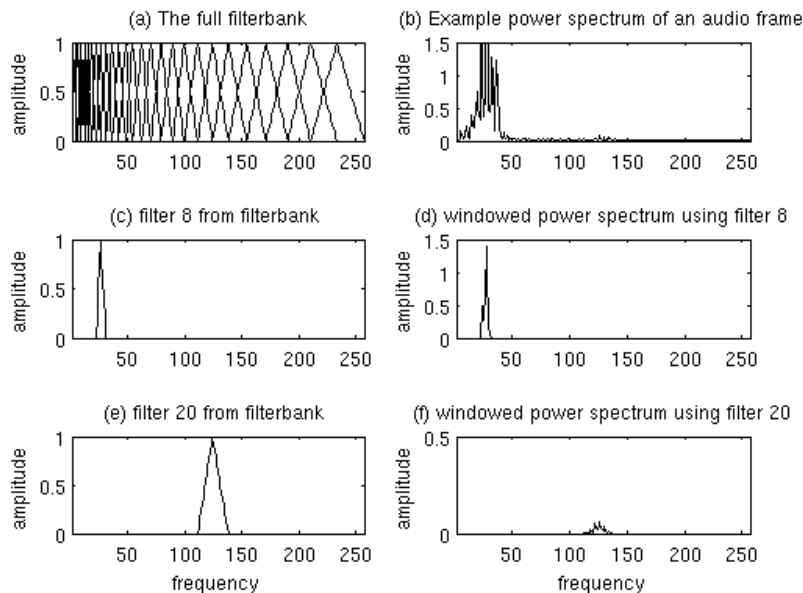 (a) The full filterbank
(b) Example power spectrum of an audio frame
amplitude
1
0.5
0
50 100 150 200 250
amplitude
1.5
1
0.5
0
50 100 150 200 250
(c) filter 8 from filterbank
(d) windowed power spectrum using filter 8
amplitude
1
0.5
0
50 100 150 200 250
amplitude
1.5
1
0.5
0
50 100 150 200 250
(e) filter 20 from filterbank
(f) windowed power spectrum using filter 20
amplitude
1
0.5
0
50 100 150 200 250
frequency
amplitude
0.5
0
50 100 150 200 250
frequency